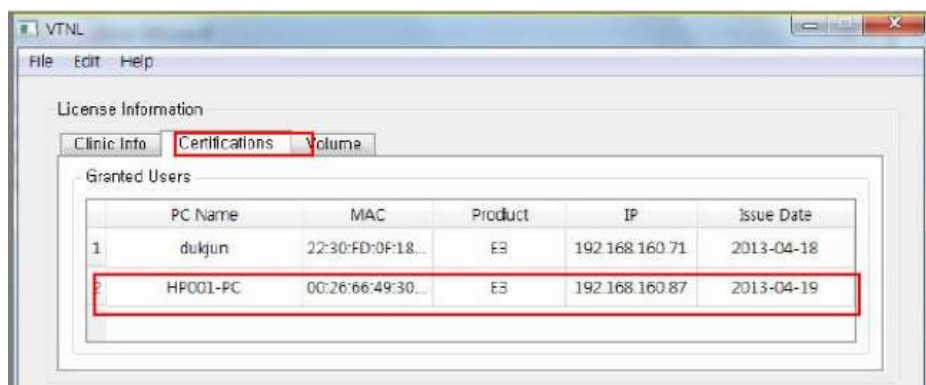 VTNL
File Edit Help
License Information
Clinic Info Certifications Volume
Granted Users
PC Name MAC Product IP Issue Date
1 dukjun 22:30:FD:0F:18... E3 192.168.160.71 2013-04-18
2 HP001-PC 00:26:66:49:30... E3 192.168.160.87 2013-04-19